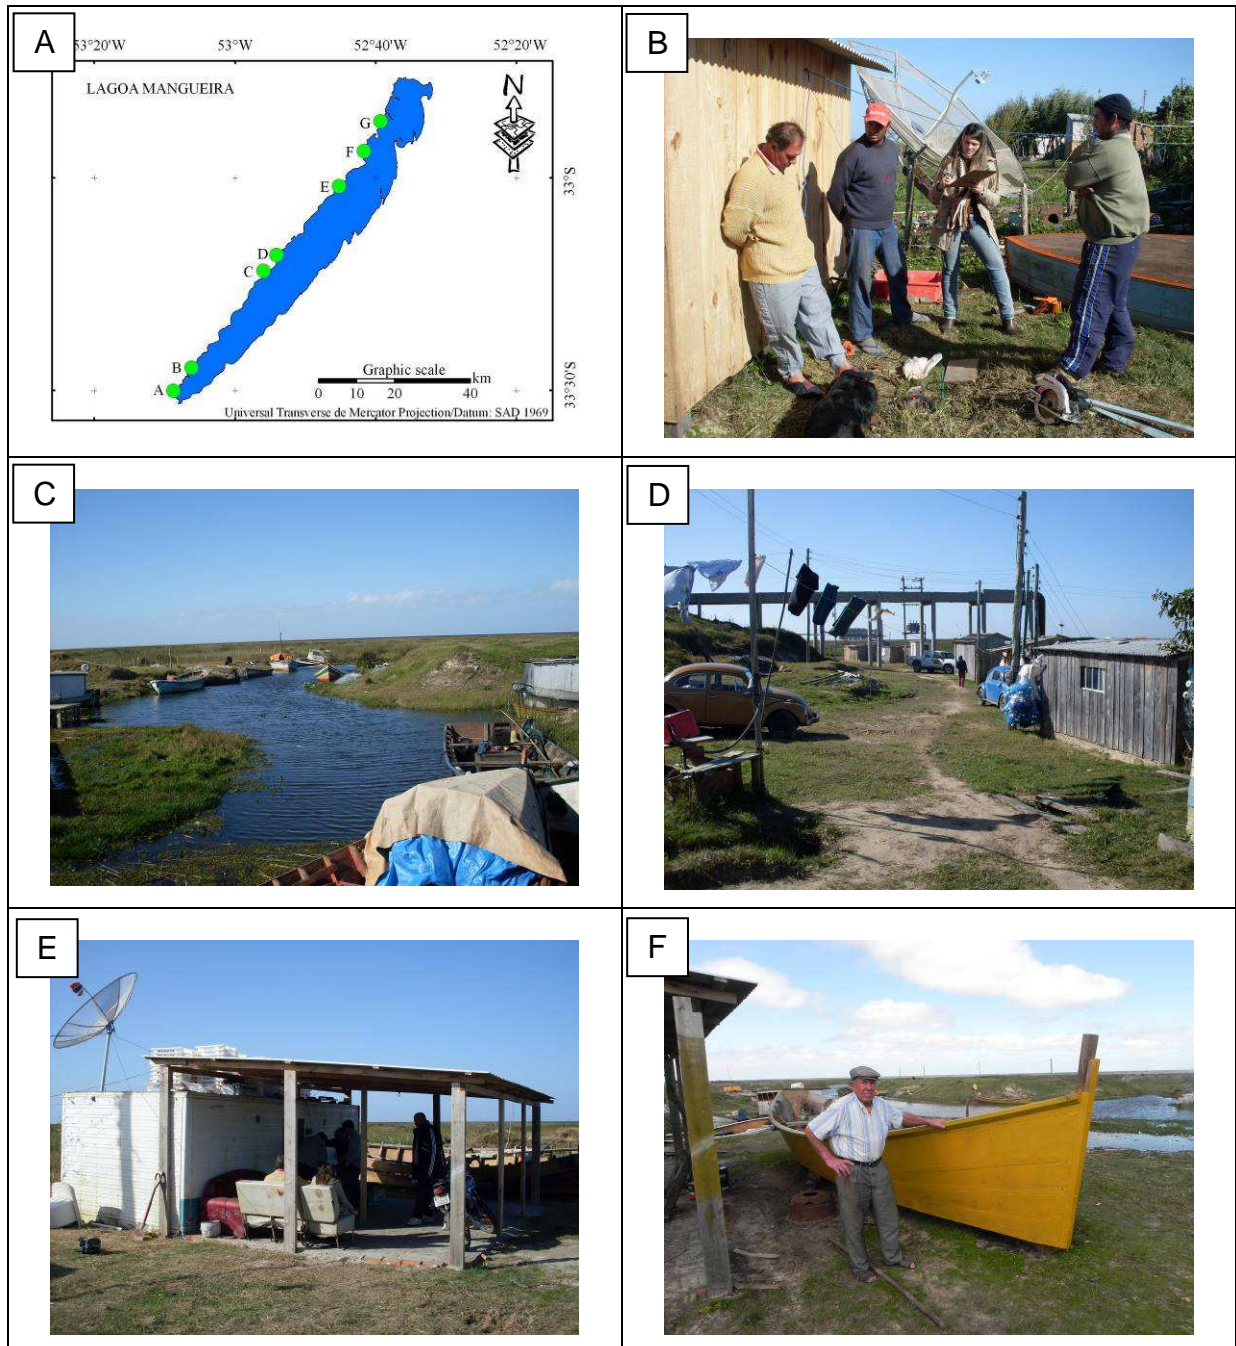 A
53°20'W 53°W 52°40'W 52°20'W
LAGOA MANGUEIRA
N
G
F
E
33°S
D
C
B
A
Graphic scale
km
0 10 20 40
33°30'S
Universal Transverse de Mercator Projection/Datum: SAD 1969
B
C
D
E
F